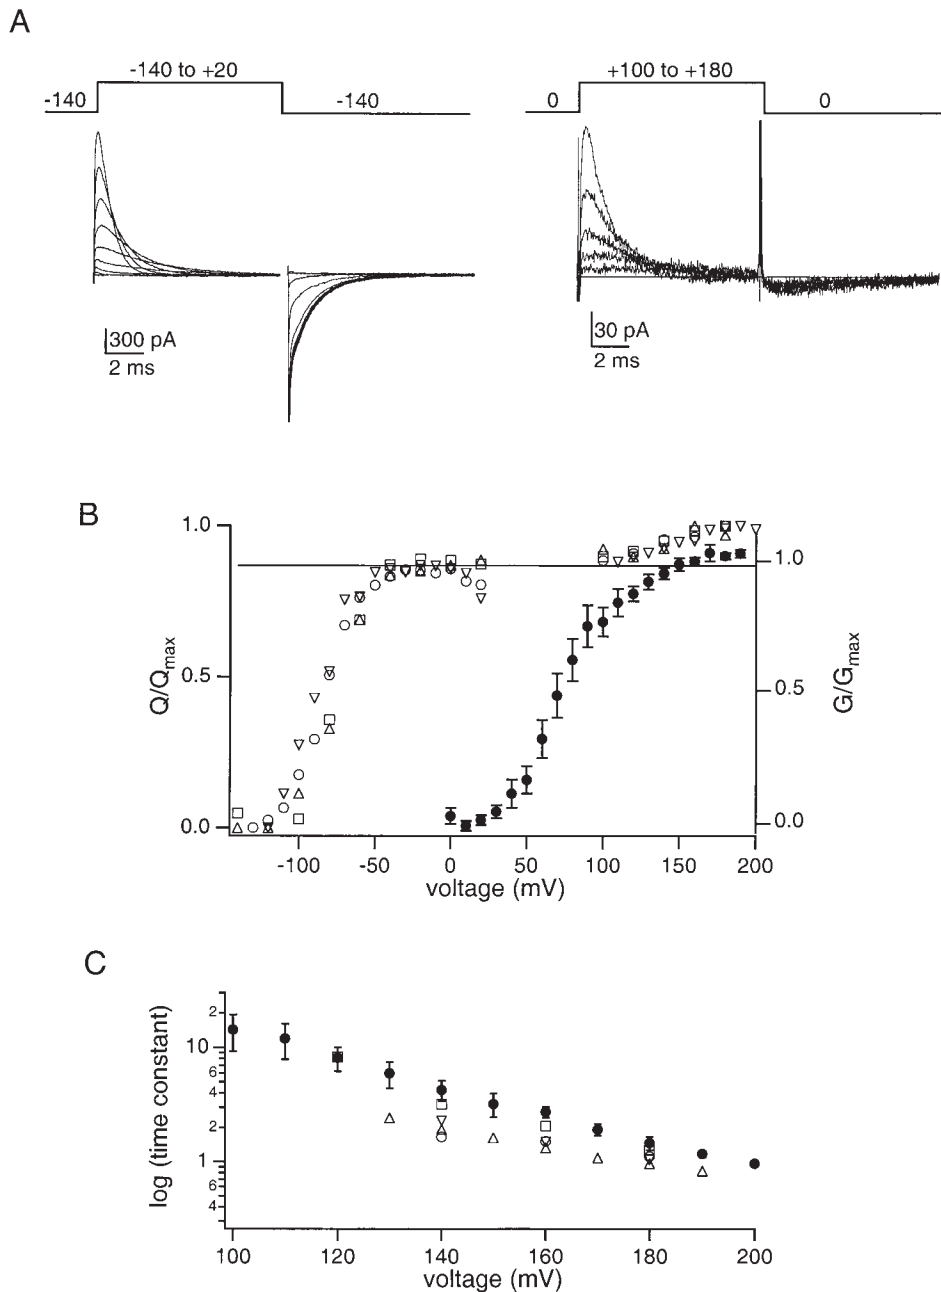 A
-140 to +20
-140
-140
+100 to +180
0
0
300 pA
2 ms
30 pA
2 ms
B
1.0
0.5
0.0
Q/Qmax
1.0
0.5
0.0
G/Gmax
-100 -50 0 50 100 150 200
voltage (mV)
C
log (time constant)
2
10
6
4
2
1
6
4
100 120 140 160 180 200
voltage (mV)